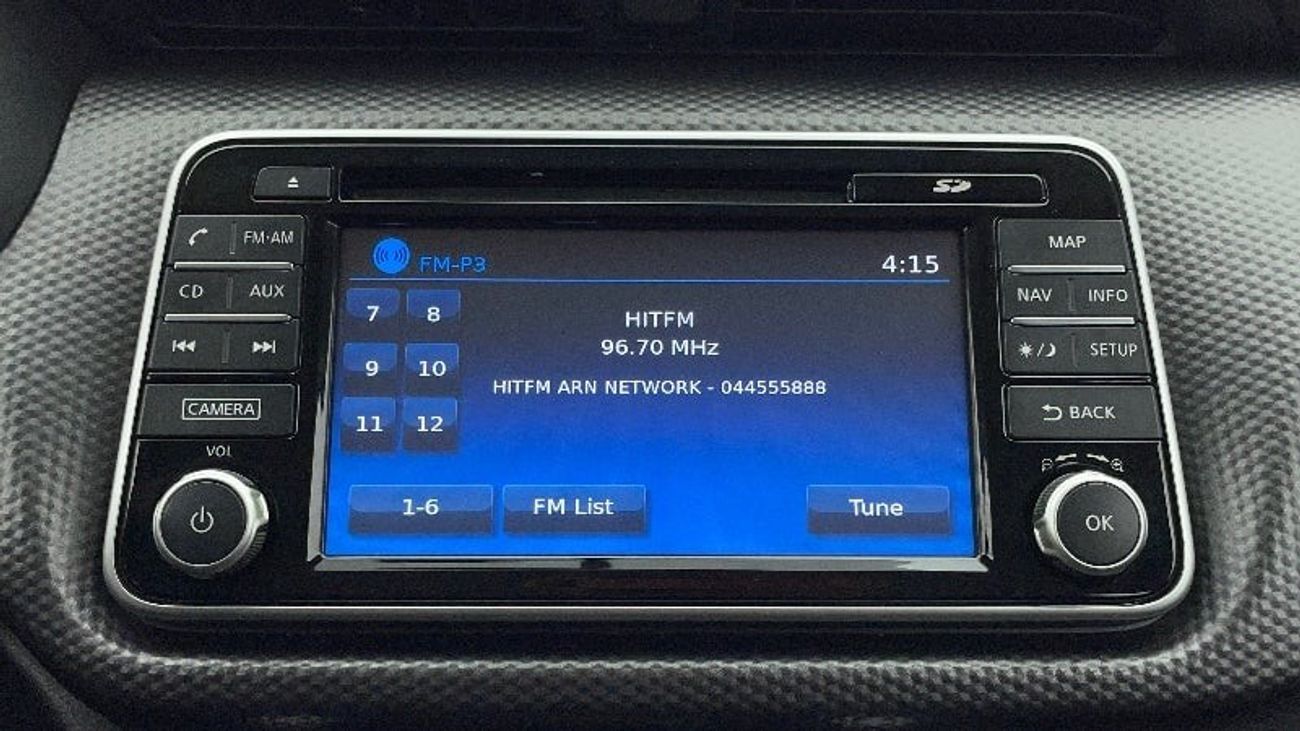 SD
FM·AM
CD
AUX
CAMERA
VOL
FM-P3
4:15
7
8
9
10
11
12
HITFM
96.70 MHz
HITFM ARN NETWORK - 044555888
1-6
FM List
Tune
MAP
NAV
INFO
SETUP
BACK
OK